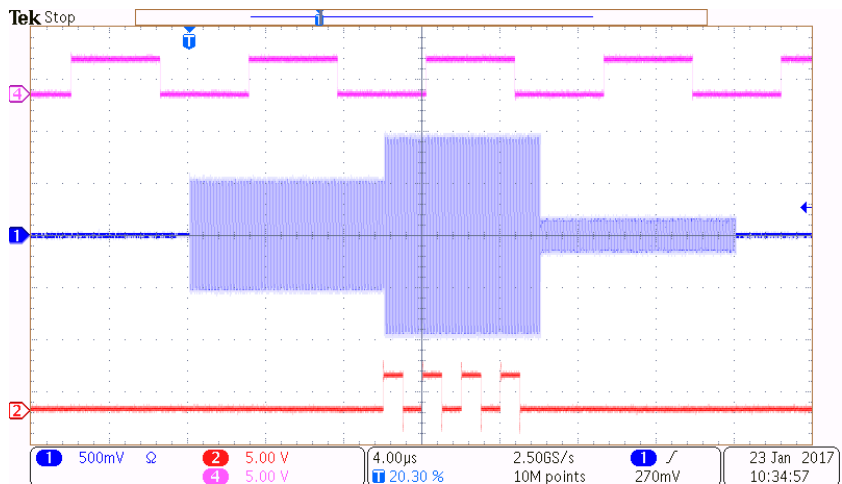 Tek Stop
T
T
4
1
2
1 500mV Ω 2 5.00 V 4.00µs 2.50GS/s 1 23 Jan 2017
4 5.00 V T 20.30 % 10M points 270mV 10:34:57